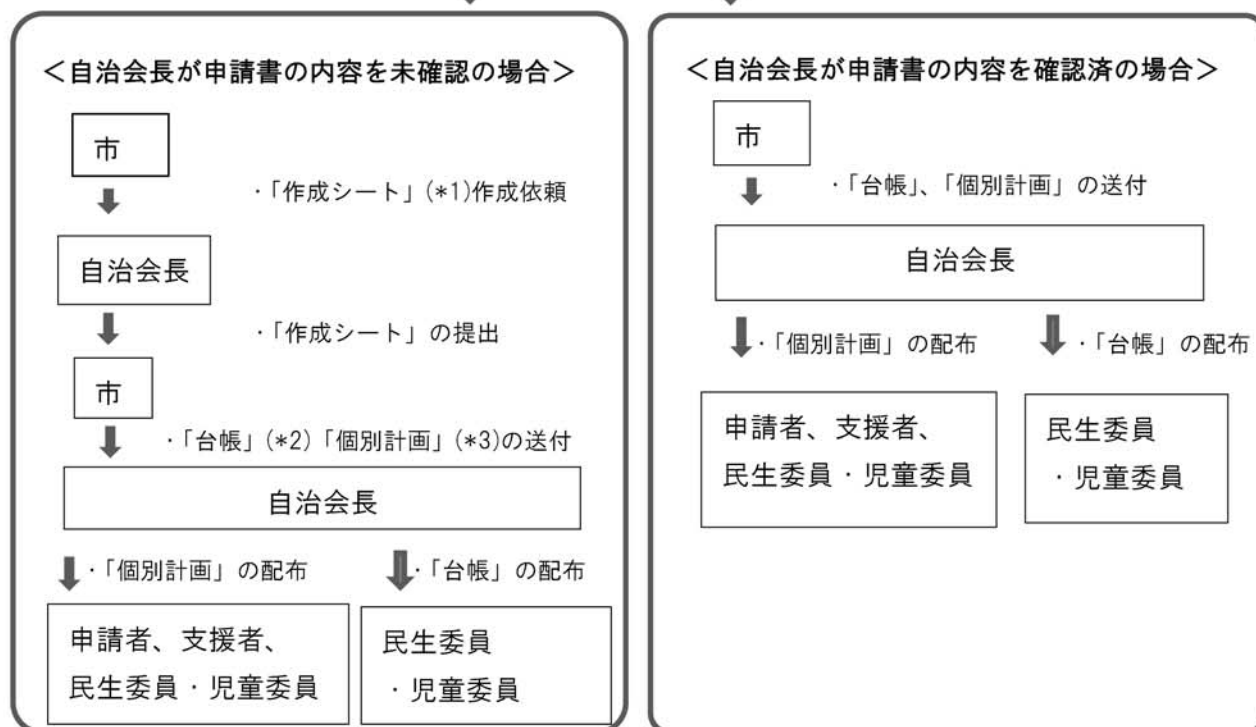 ＜自治会長が申請書の内容を未確認の場合＞
市
・「作成シート」(*1)作成依頼
自治会長
・「作成シート」の提出
市
・「台帳」(*2)「個別計画」(*3)の送付
自治会長
・「個別計画」の配布
・「台帳」の配布
申請者、支援者、
民生委員・児童委員
民生委員
・児童委員
＜自治会長が申請書の内容を確認済の場合＞
市
・「台帳」、「個別計画」の送付
自治会長
・「個別計画」の配布
・「台帳」の配布
申請者、支援者、
民生委員・児童委員
民生委員
・児童委員